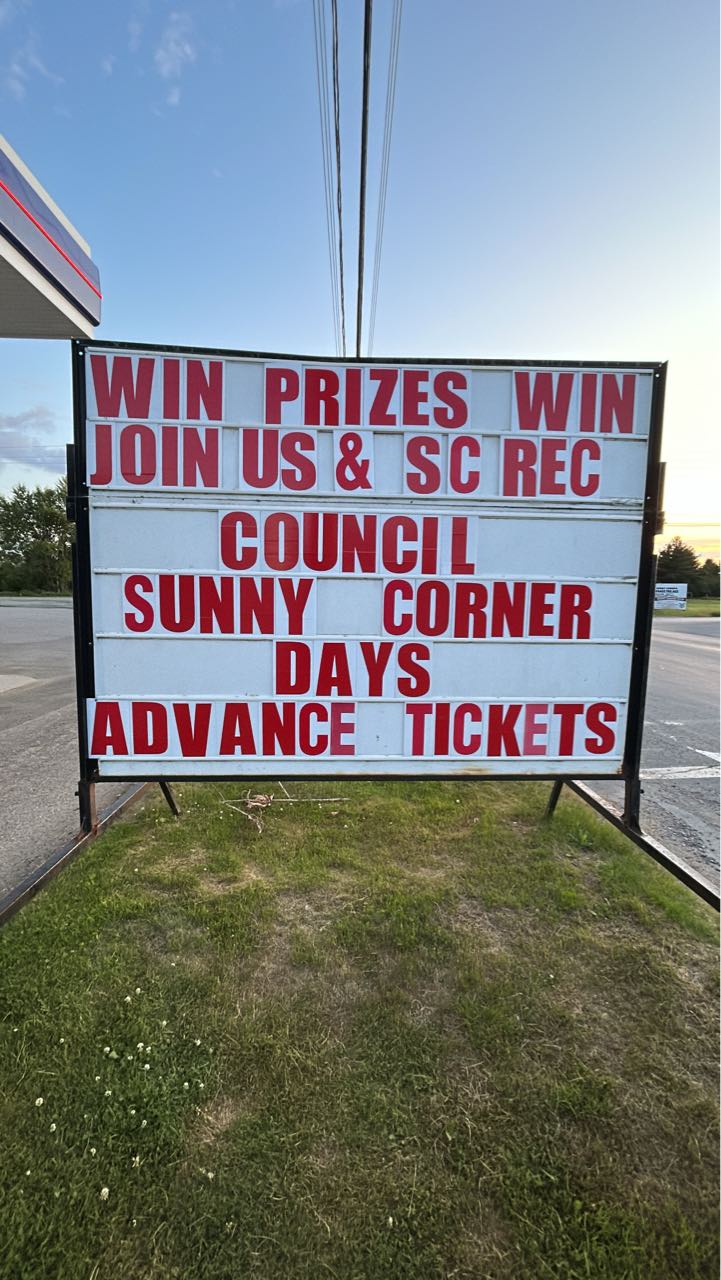 WIN PRIZES WIN
JOIN US & SC REC
COUNCIL
SUNNY CORNER
DAYS
ADVANCE TICKETS